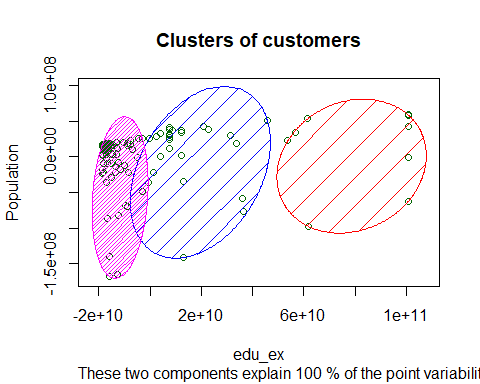 Clusters of customers
Population
1.0e+08
0.0e+00
-1.5e+08
-2e+10 2e+10 6e+10 1e+11
edu_ex
These two components explain 100 % of the point variabilit